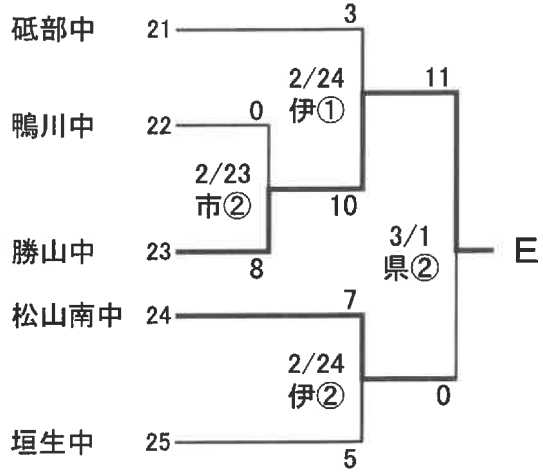 3
砥部中 21
2/24
伊①
11
0
鴨川中 22
2/23
市②
10
勝山中 23
8
3/1
県②
E
7
松山南中 24
2/24
伊②
0
垣生中 25
5